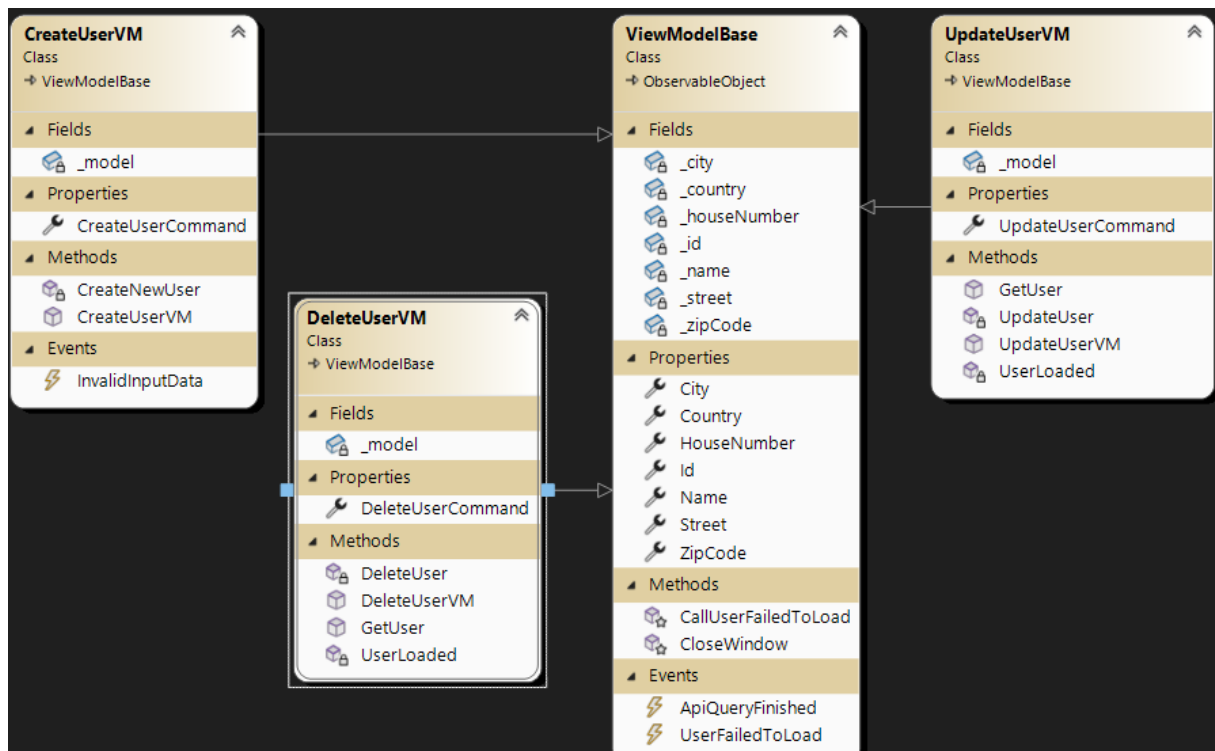 CreateUserVM
Class
ViewModelBase
Fields
_model
Properties
CreateUserCommand
Methods
CreateNewUser
CreateUserVM
Events
InvalidInputData
DeleteUserVM
Class
ViewModelBase
Fields
_model
Properties
DeleteUserCommand
Methods
DeleteUser
DeleteUserVM
GetUser
UserLoaded
ViewModelBase
Class
ObservableObject
Fields
_city
_country
_houseNumber
_id
_name
_street
_zipCode
Properties
City
Country
HouseNumber
Id
Name
Street
ZipCode
Methods
CallUserFailedToLoad
CloseWindow
Events
ApiQueryFinished
UserFailedToLoad
UpdateUserVM
Class
ViewModelBase
Fields
_model
Properties
UpdateUserCommand
Methods
GetUser
UpdateUser
UpdateUserVM
UserLoaded